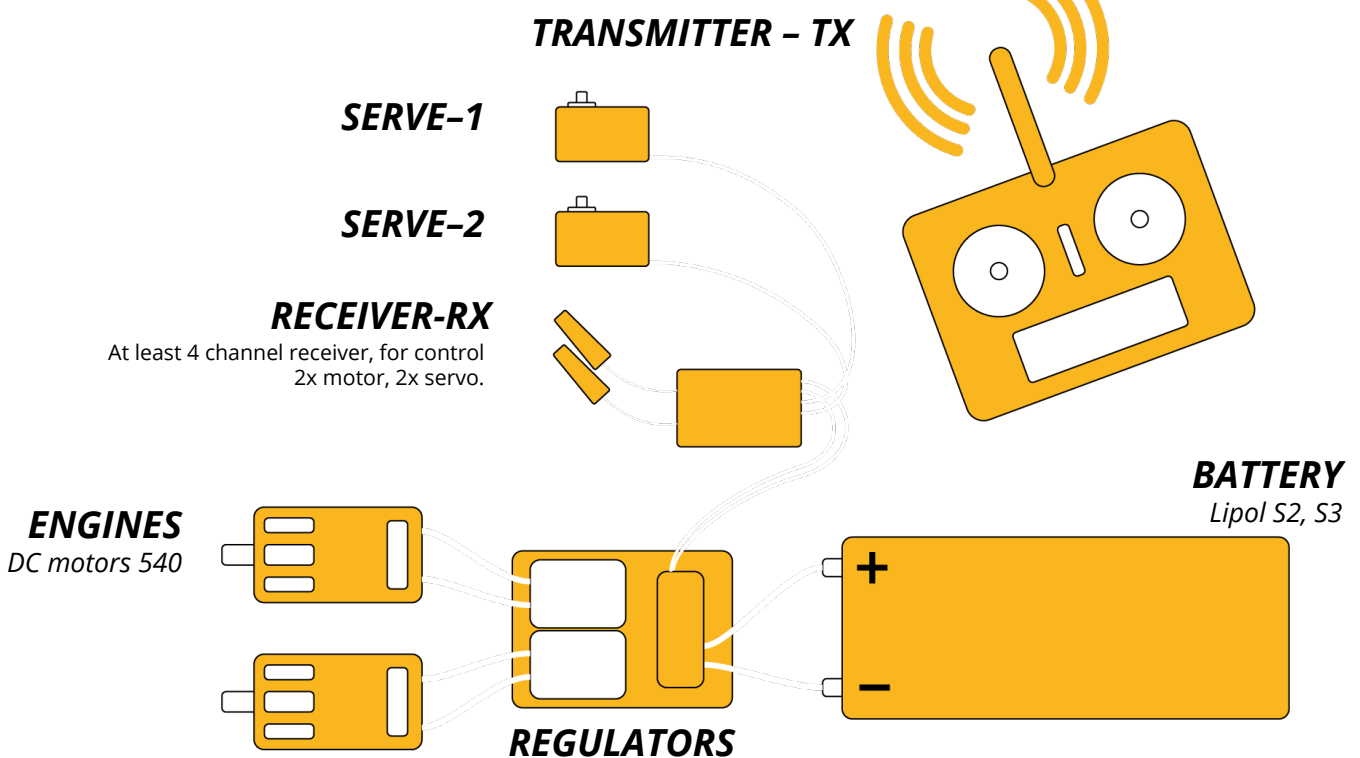 TRANSMITTER – TX
SERVE–1
SERVE–2
RECEIVER-RX
At least 4 channel receiver, for control
2x motor, 2x servo.
BATTERY
Lipol S2, S3
ENGINES
DC motors 540
+
–
REGULATORS